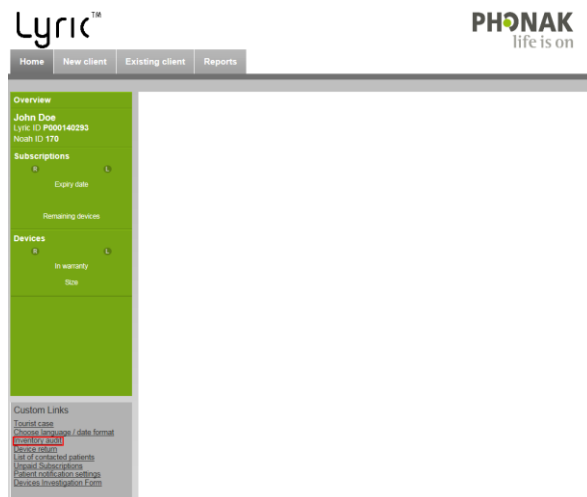 Lyric™
PHONAK
life is on
Home New client Existing client Reports
Overview
John Doe
Lyric ID P000140293
Noah ID 170
Subscriptions
R L
Expiry date
Remaining devices
Devices
R L
In warranty
Size
Custom Links
Tourist case
Choose language / date format
Inventory audit
Device return
List of contacted patients
Unpaid Subscriptions
Patient notification settings
Devices Investigation Form